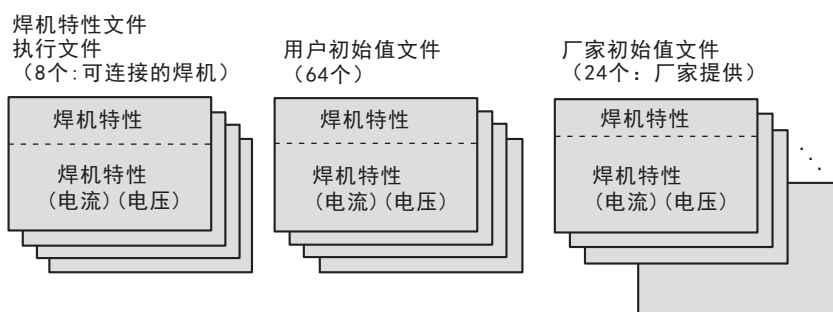 焊机特性文件
执行文件
（8个:可连接的焊机）
用户初始值文件
（64个）
厂家初始值文件
（24个：厂家提供）
焊机特性
焊机特性
（电流）（电压）
焊机特性
焊机特性
（电流）（电压）
焊机特性
焊机特性
（电流）（电压）